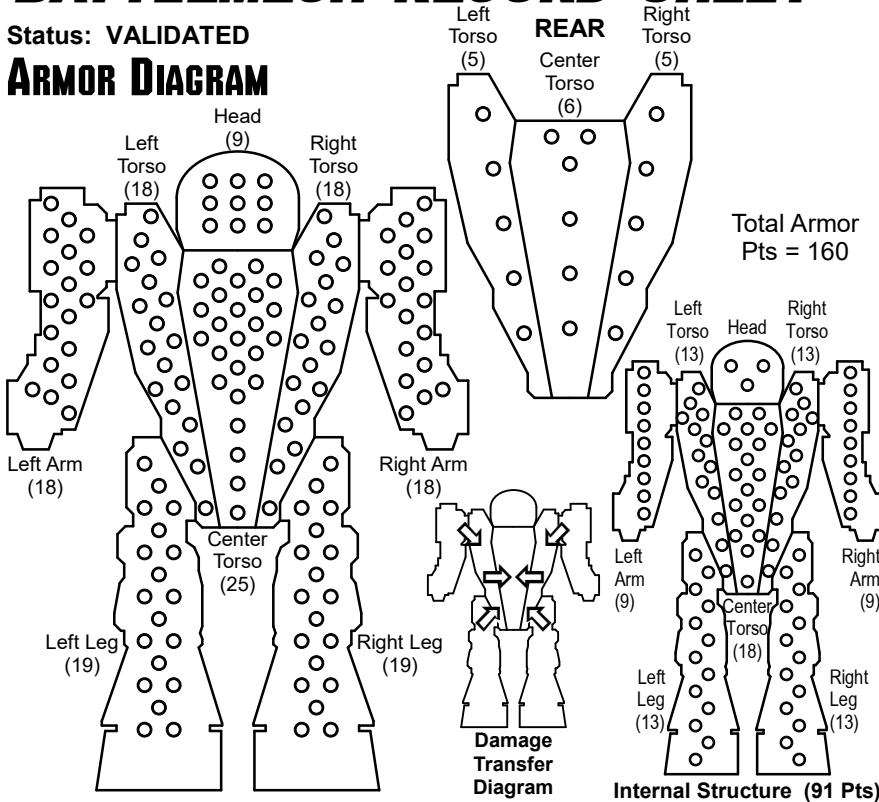 BATTLEMECH RECORD SHEET
Status: VALIDATED
ARMOR DIAGRAM
Left
Torso
(18)
Head
(9)
Right
Torso
(18)
Left Arm
(18)
Right Arm
(18)
Center
Torso
(25)
Left Leg
(19)
Right Leg
(19)
Left
Torso
(5)
REAR
Center
Torso
(6)
Right
Torso
(5)
Total Armor
Pts = 160
Left
Torso
(13)
Head
Right
Torso
(13)
Left
Arm
(9)
Right
Arm
(9)
Center
Torso
(18)
Left
Leg
(13)
Right
Leg
(13)
Damage
Transfer
Diagram
Internal Structure (91 Pts)